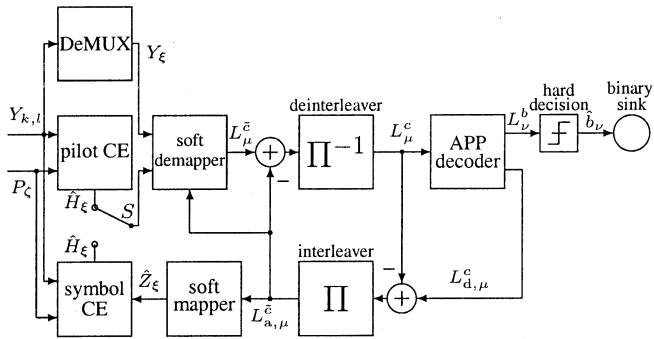 DeMUX
Y_ξ
hard decision
binary sink
Y_{k,l}
pilot CE
soft demapper
L_μ^{c̃}
+
−
deinterleaver
∏^{−1}
L_μ^c
APP decoder
L_ν^b
b̂_ν
P_ζ
Ĥ_ξ
S
Ĥ_ξ
symbol CE
Ẑ_ξ
soft mapper
L_{a,μ}^{c̃}
interleaver
∏
−
+
L_{d,μ}^c